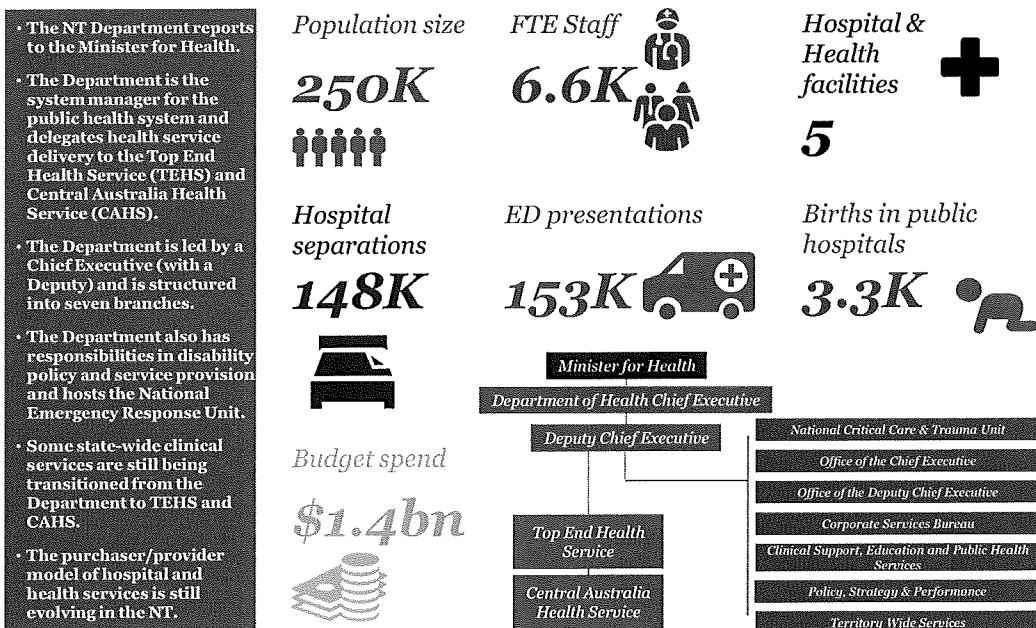 • The NT Department reports
to the Minister for Health.
• The Department is the
system manager for the
public health system and
delegates health service
delivery to the Top End
Health Service (TEHS) and
Central Australia Health
Service (CAHS).
• The Department is led by a
Chief Executive (with a
Deputy) and is structured
into seven branches.
• The Department also has
responsibilities in disability
policy and service provision
and hosts the National
Emergency Response Unit.
• Some state-wide clinical
services are still being
transitioned from the
Department to TEHS and
CAHS.
• The purchaser/provider
model of hospital and
health services is still
evolving in the NT.
Population size
250K
FTE Staff
6.6K
Hospital &
Health
facilities
5
Hospital
separations
148K
ED presentations
153K
Births in public
hospitals
3.3K
Budget spend
$1.4bn
Minister for Health
Department of Health Chief Executive
Deputy Chief Executive
Top End Health
Service
Central Australia
Health Service
National Critical Care & Trauma Unit
Office of the Chief Executive
Office of the Deputy Chief Executive
Corporate Services Bureau
Clinical Support, Education and Public Health
Services
Policy, Strategy & Performance
Territory Wide Services